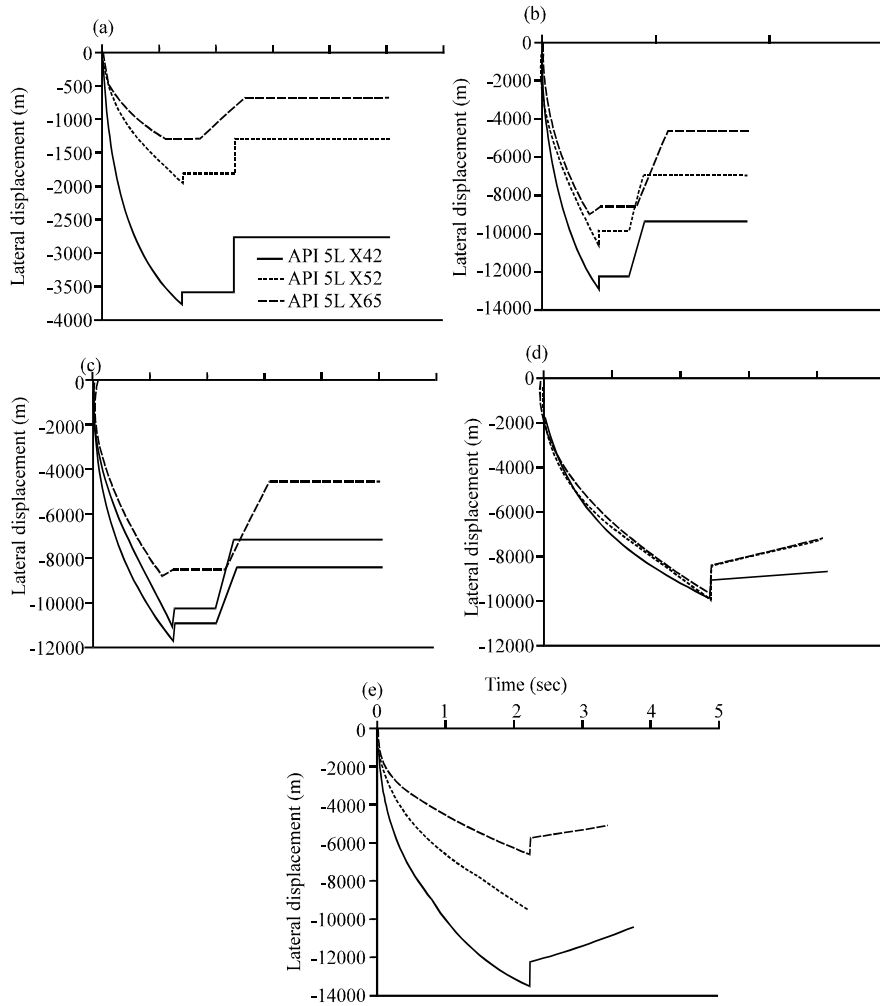 (a)
Lateral displacement (m)
0
-500
-1000
-1500
-2000
-2500
-3000
-3500
-4000
API 5L X42
API 5L X52
API 5L X65
(b)
Lateral displacement (m)
0
-2000
-4000
-6000
-8000
-10000
-12000
-14000
(c)
Lateral displacement (m)
0
-2000
-4000
-6000
-8000
-10000
-12000
(d)
Lateral displacement (m)
0
-2000
-4000
-6000
-8000
-10000
-12000
(e)
Time (sec)
0 1 2 3 4 5
Lateral displacement (m)
0
-2000
-4000
-6000
-8000
-10000
-12000
-14000